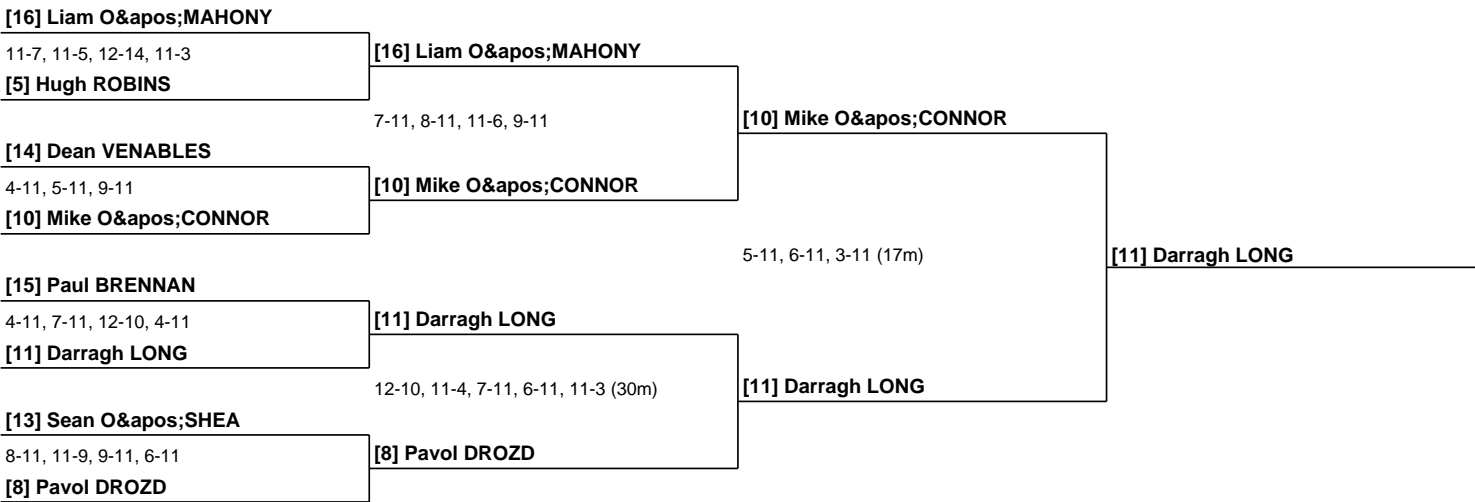 [16] Liam O&apos;MAHONY
11-7, 11-5, 12-14, 11-3
[5] Hugh ROBINS
[14] Dean VENABLES
4-11, 5-11, 9-11
[10] Mike O&apos;CONNOR
[15] Paul BRENNAN
4-11, 7-11, 12-10, 4-11
[11] Darragh LONG
[13] Sean O&apos;SHEA
8-11, 11-9, 9-11, 6-11
[8] Pavol DROZD
[16] Liam O&apos;MAHONY
7-11, 8-11, 11-6, 9-11
[10] Mike O&apos;CONNOR
[11] Darragh LONG
12-10, 11-4, 7-11, 6-11, 11-3 (30m)
[8] Pavol DROZD
[10] Mike O&apos;CONNOR
5-11, 6-11, 3-11 (17m)
[11] Darragh LONG
[11] Darragh LONG